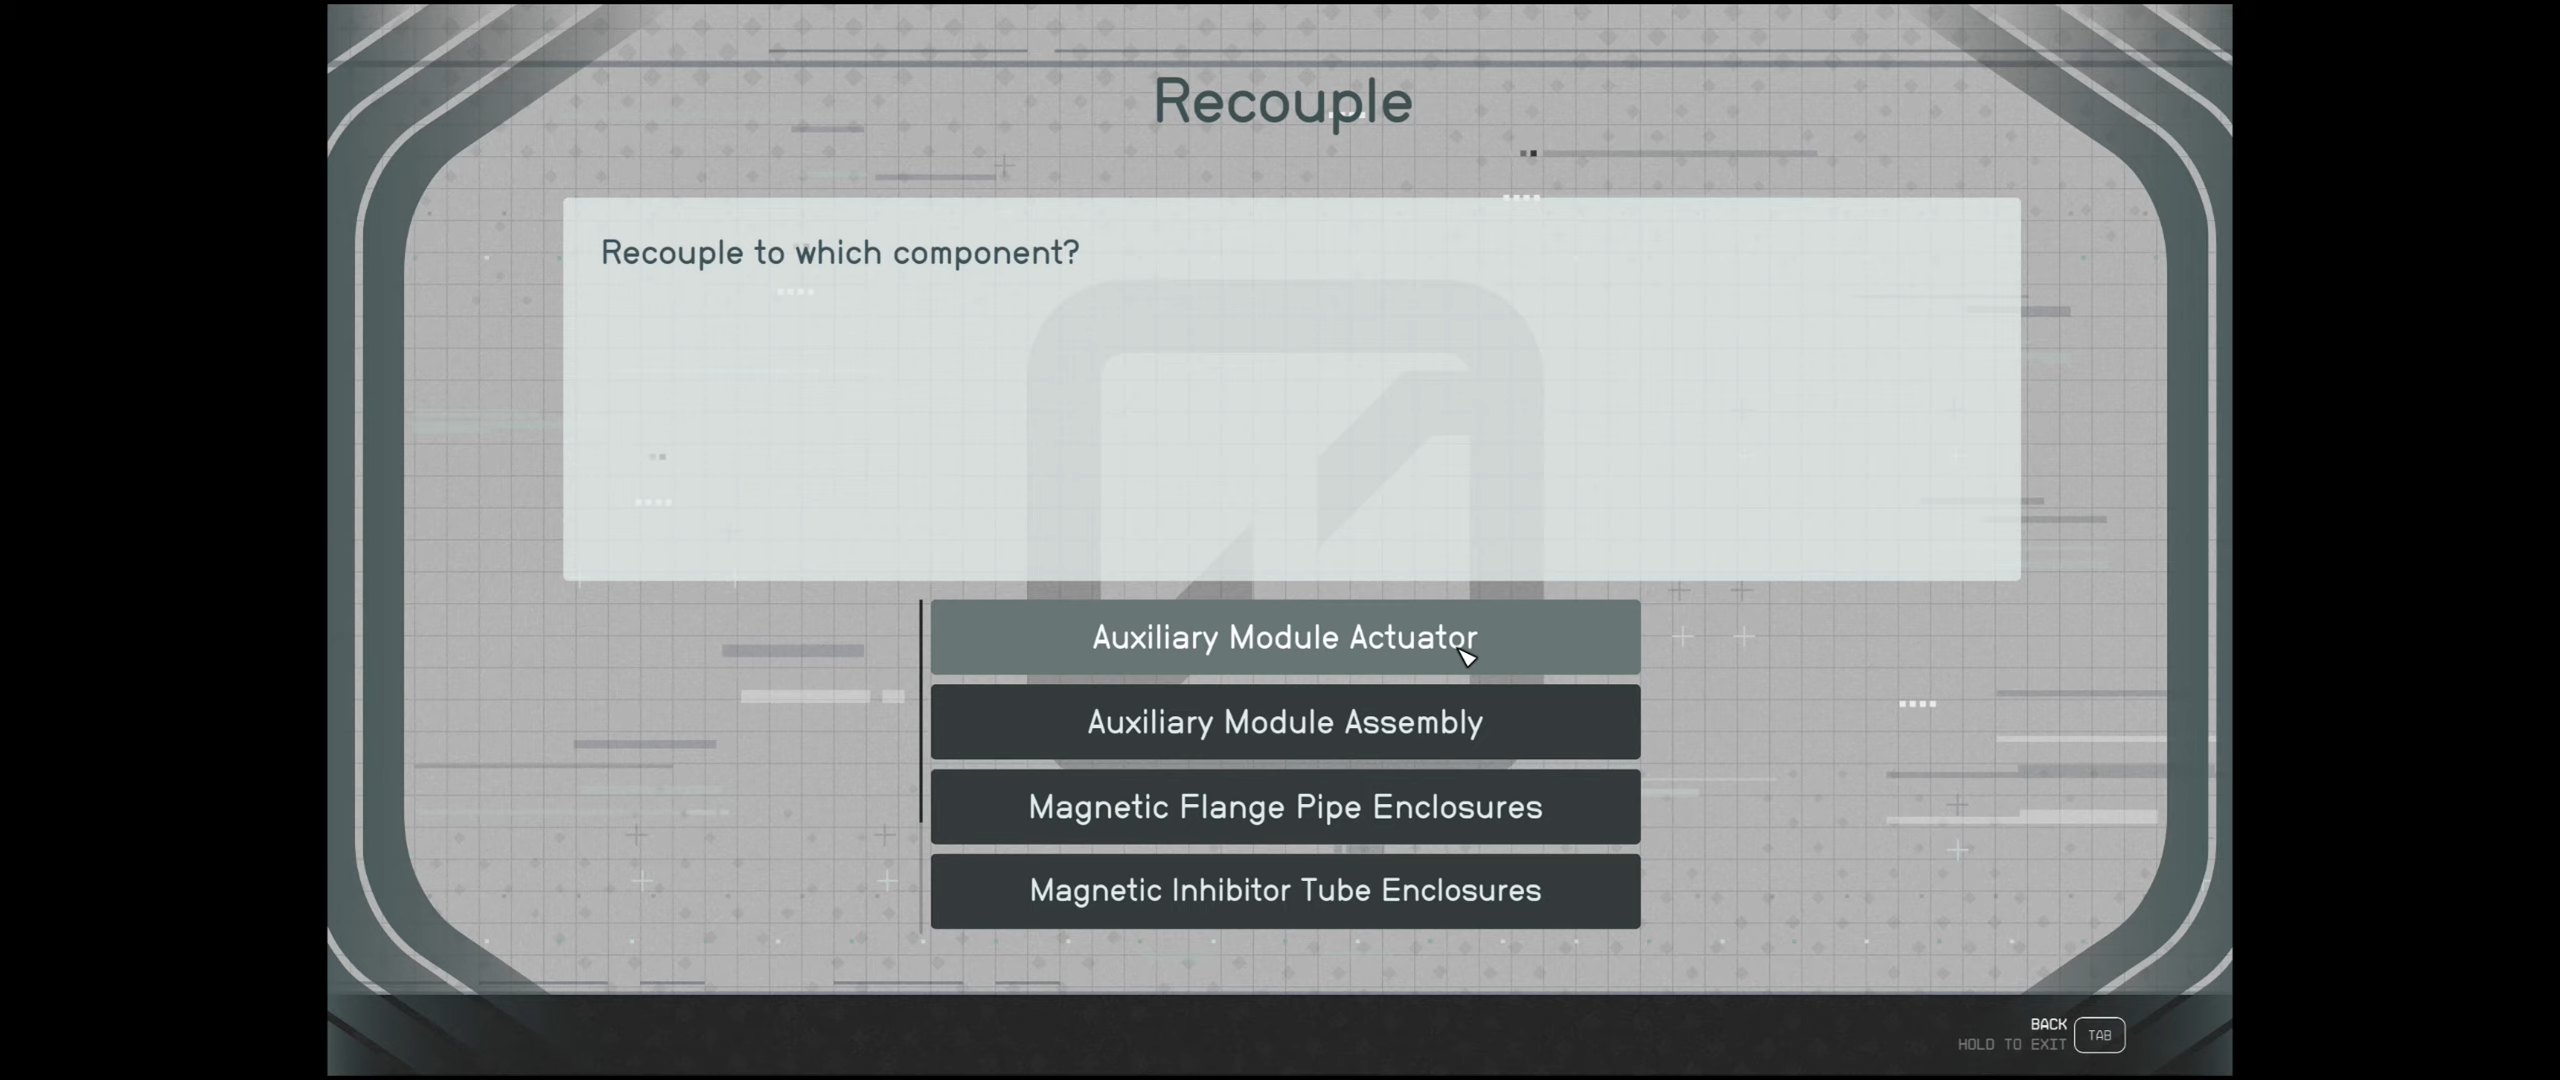 Recouple
Recouple to which component?
Auxiliary Module Actuator
Auxiliary Module Assembly
Magnetic Flange Pipe Enclosures
Magnetic Inhibitor Tube Enclosures
BACK
HOLD TO EXIT
TAB